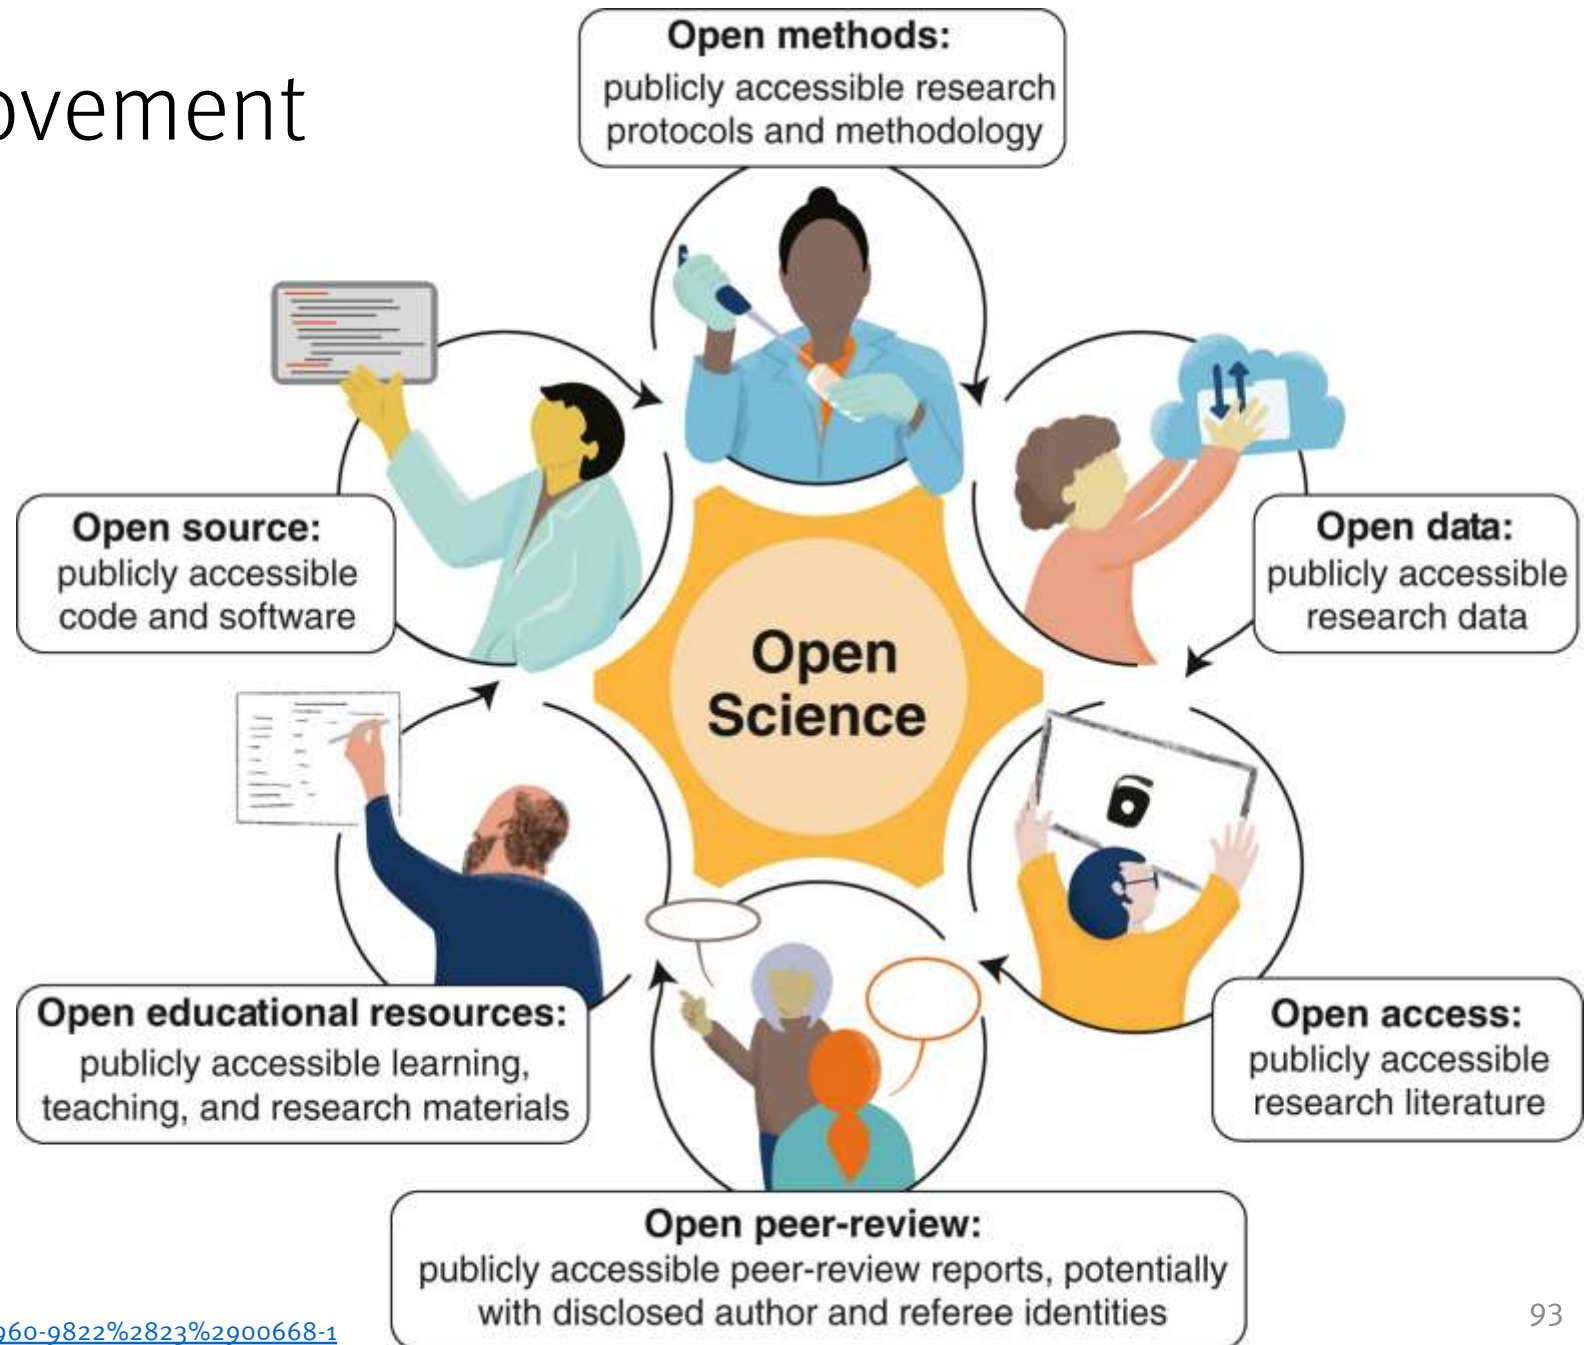 ovement
Open methods:
publicly accessible research
protocols and methodology
Open source:
publicly accessible
code and software
Open data:
publicly accessible
research data
Open
Science
Open educational resources:
publicly accessible learning,
teaching, and research materials
Open access:
publicly accessible
research literature
Open peer-review:
publicly accessible peer-review reports, potentially
with disclosed author and referee identities
960-9822%2823%2900668-1
93